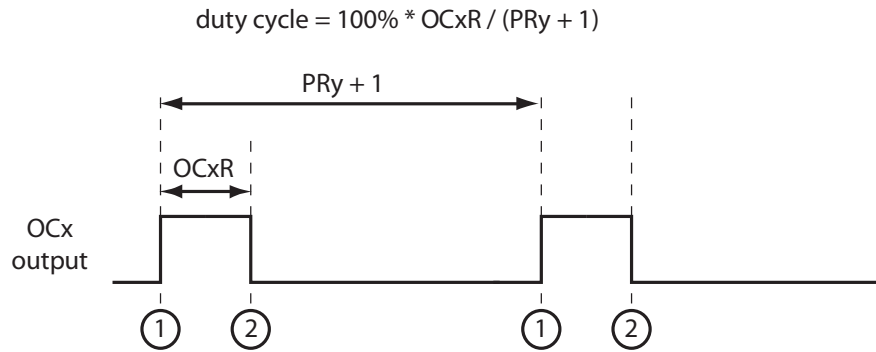 duty cycle = 100% * OCxR / (PRy + 1)
PRy + 1
OCxR
OCx
output
1 2 1 2